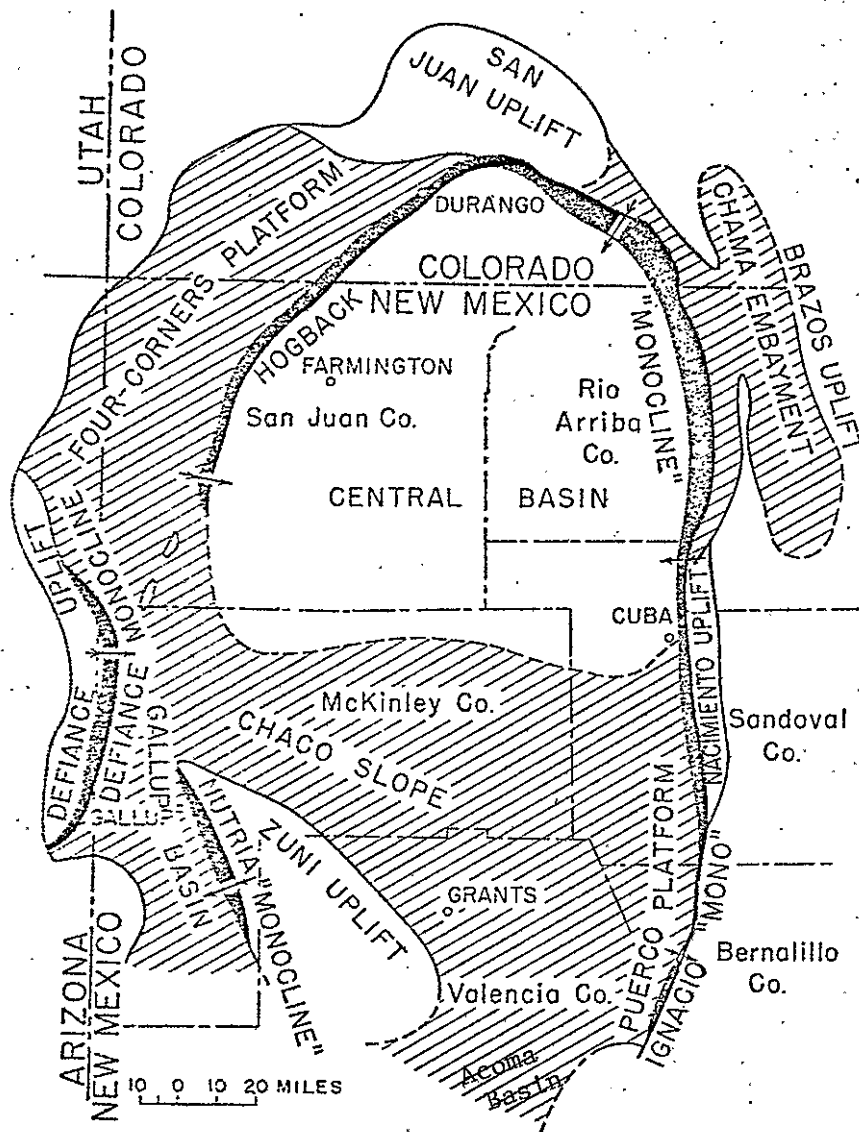 SAN
JUAN UPLIFT
UTAH
COLORADO
DURANGO
FOUR-CORNERS PLATFORM
COLORADO
NEW MEXICO
CHAMA EMBAYMENT
BRAZOS UPLIFT
HOGBACK
"MONOCLINE"
FARMINGTON
San Juan Co.
Rio
Arriba
Co.
CENTRAL BASIN
DEFIANCE UPLIFT
DEFIANCE MONOCLINE
CUBA
NACIMIENTO UPLIFT
McKinley Co.
Sandoval
Co.
CHACO SLOPE
GALLUP
BASIN
GALLUP
NUTRIA "MONOCLINE"
ZUNI UPLIFT
GRANTS
PUERCO PLATFORM
IGNACIO "MONO"
Bernalillo
Co.
Valencia Co.
Acoma
Basin
ARIZONA
NEW MEXICO
10 0 10 20 MILES